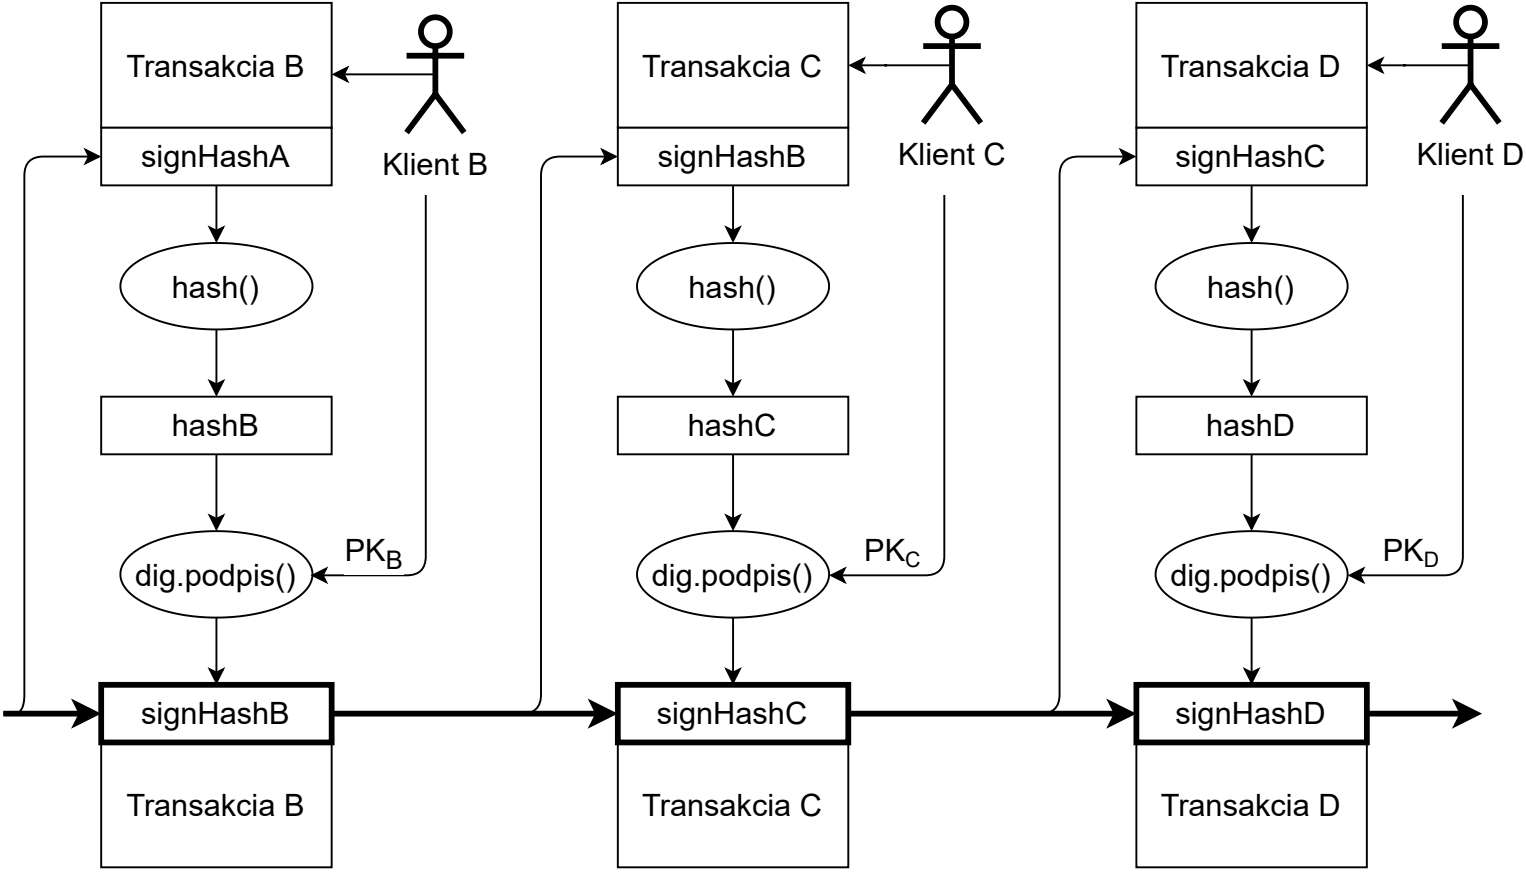 Transakcia B
signHashA
Klient B
hash()
hashB
PKB
dig.podpis()
signHashB
Transakcia B
Transakcia C
signHashB
Klient C
hash()
hashC
PKC
dig.podpis()
signHashC
Transakcia C
Transakcia D
signHashC
Klient D
hash()
hashD
PKD
dig.podpis()
signHashD
Transakcia D